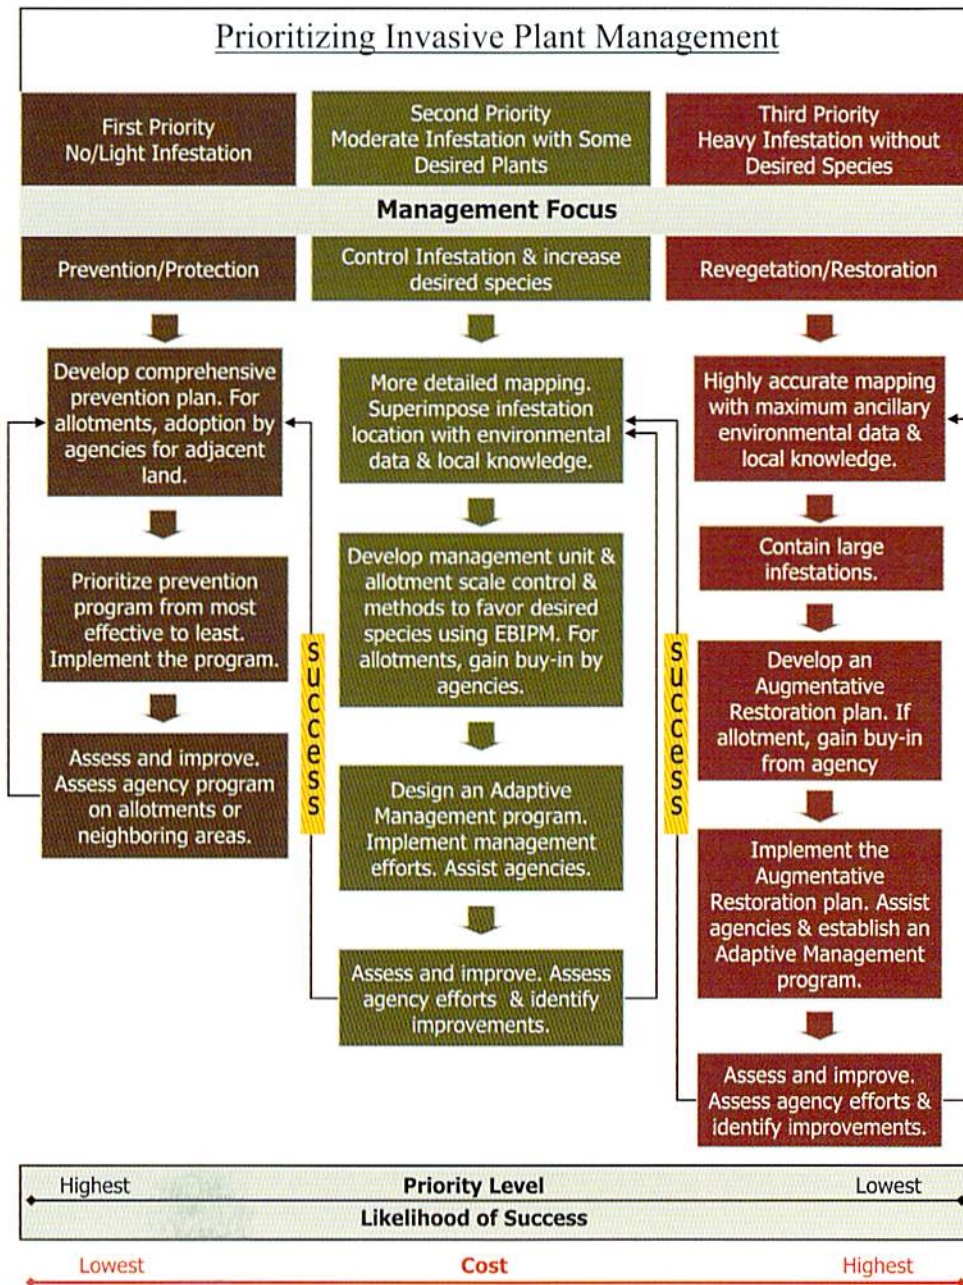 Prioritizing Invasive Plant Management
First Priority
No/Light Infestation
Second Priority
Moderate Infestation with Some
Desired Plants
Third Priority
Heavy Infestation without
Desired Species
Management Focus
Prevention/Protection
Control Infestation & increase
desired species
Revegetation/Restoration
Develop comprehensive
prevention plan. For
allotments, adoption by
agencies for adjacent
land.
Prioritize prevention
program from most
effective to least.
Implement the program.
Assess and improve.
Assess agency program
on allotments or
neighboring areas.
success
More detailed mapping.
Superimpose infestation
location with environmental
data & local knowledge.
Develop management unit &
allotment scale control &
methods to favor desired
species using EBIPM. For
allotments, gain buy-in by
agencies.
Design an Adaptive
Management program.
Implement management
efforts. Assist agencies.
Assess and improve. Assess
agency efforts & identify
improvements.
success
Highly accurate mapping
with maximum ancillary
environmental data &
local knowledge.
Contain large
infestations.
Develop an
Augmentative
Restoration plan. If
allotment, gain buy-in
from agency
Implement the
Augmentative
Restoration plan. Assist
agencies & establish an
Adaptive Management
program.
Assess and improve.
Assess agency efforts &
identify improvements.
Highest Priority Level Lowest
Likelihood of Success
Lowest Cost Highest